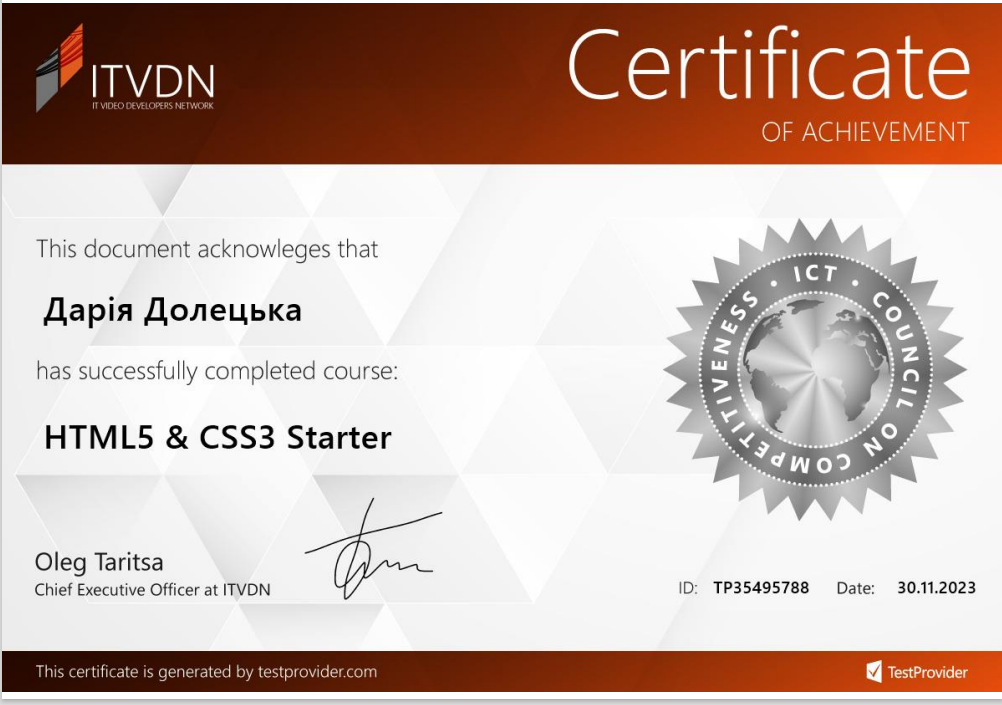 ITVDN
IT VIDEO DEVELOPERS NETWORK
Certificate
OF ACHIEVEMENT
This document acknowleges that
Дарія Долецька
has successfully completed course:
HTML5 & CSS3 Starter
ICT · COUNCIL ON COMPETITIVENESS ·
Oleg Taritsa
Chief Executive Officer at ITVDN
ID: TP35495788 Date: 30.11.2023
This certificate is generated by testprovider.com
TestProvider